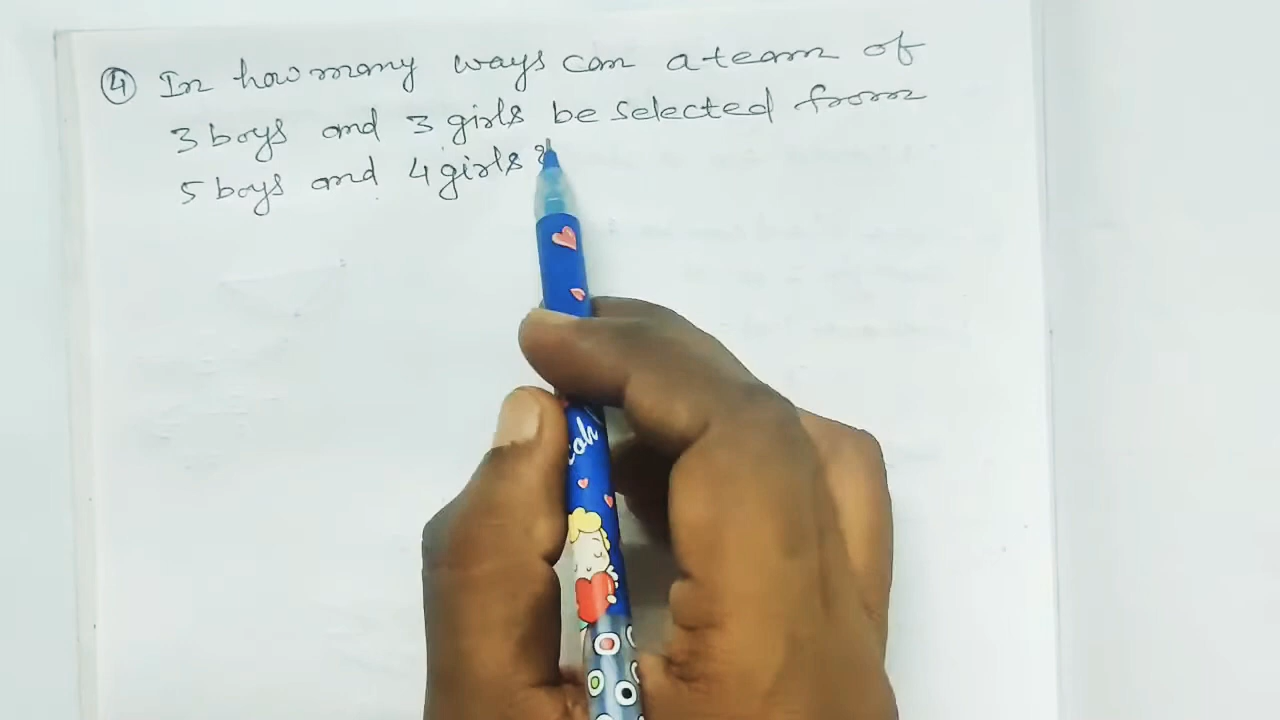 ④ In how many ways can a team of
3 boys and 3 girls be selected from
5 boys and 4 girls ?